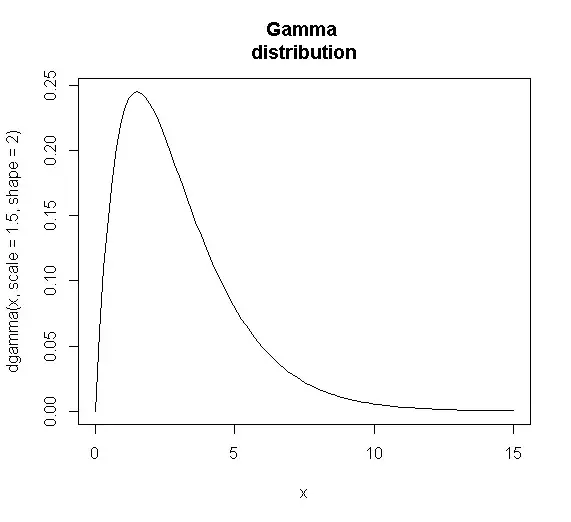 Gamma
distribution
dgamma(x, scale = 1.5, shape = 2)
0.25
0.20
0.15
0.10
0.05
0.00
0 5 10 15
x